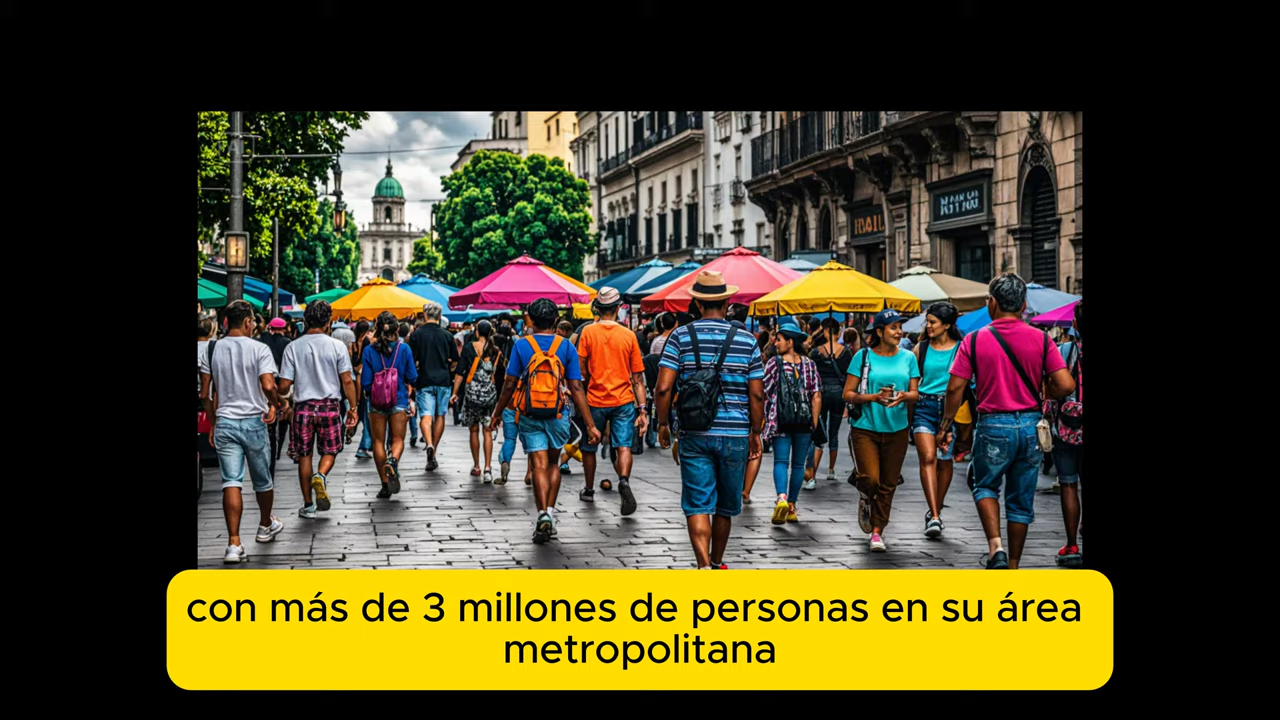 con más de 3 millones de personas en su área
metropolitana